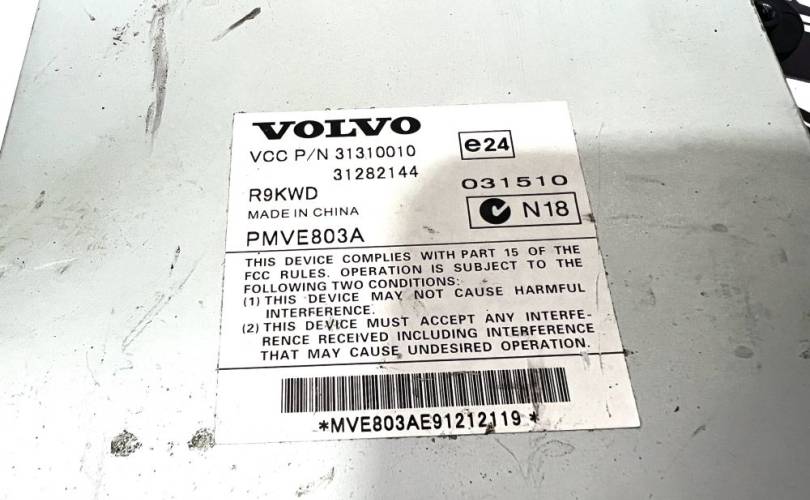 VOLVO
VCC P/N 31310010
e24
31282144
R9KWD
031510
MADE IN CHINA
N18
PMVE803A
THIS DEVICE COMPLIES WITH PART 15 OF THE
FCC RULES. OPERATION IS SUBJECT TO THE
FOLLOWING TWO CONDITIONS:
(1) THIS DEVICE MAY NOT CAUSE HARMFUL
INTERFERENCE.
(2) THIS DEVICE MUST ACCEPT ANY INTERFE-
RENCE RECEIVED INCLUDING INTERFERENCE
THAT MAY CAUSE UNDESIRED OPERATION.
*MVE803AE91212119*